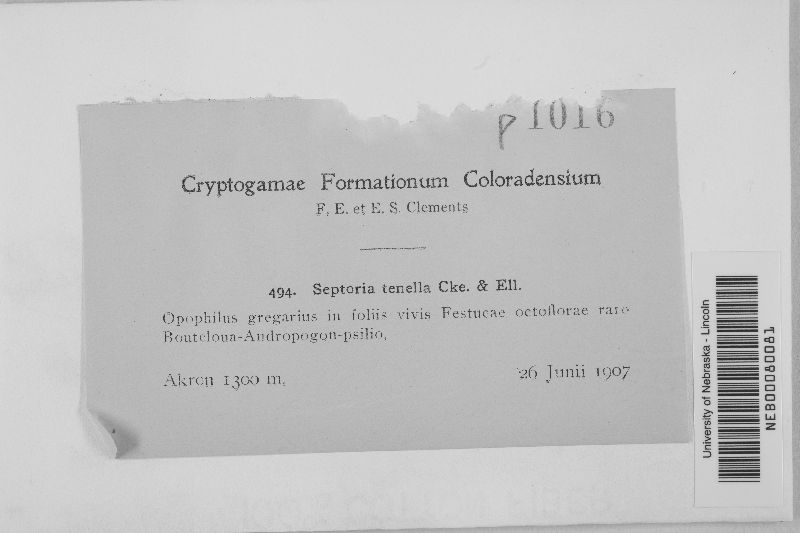 p 1016
Cryptogamae Formationum Coloradensium
F. E. et E. S. Clements
494. Septoria tenella Cke. & Ell.
Opophilus gregarius in foliis vivis Festucae octoflorae raro
Bouteloua-Andropogon-psilio,
Akron 1300 m.
26 Junii 1907
University of Nebraska - Lincoln
NEB00080081